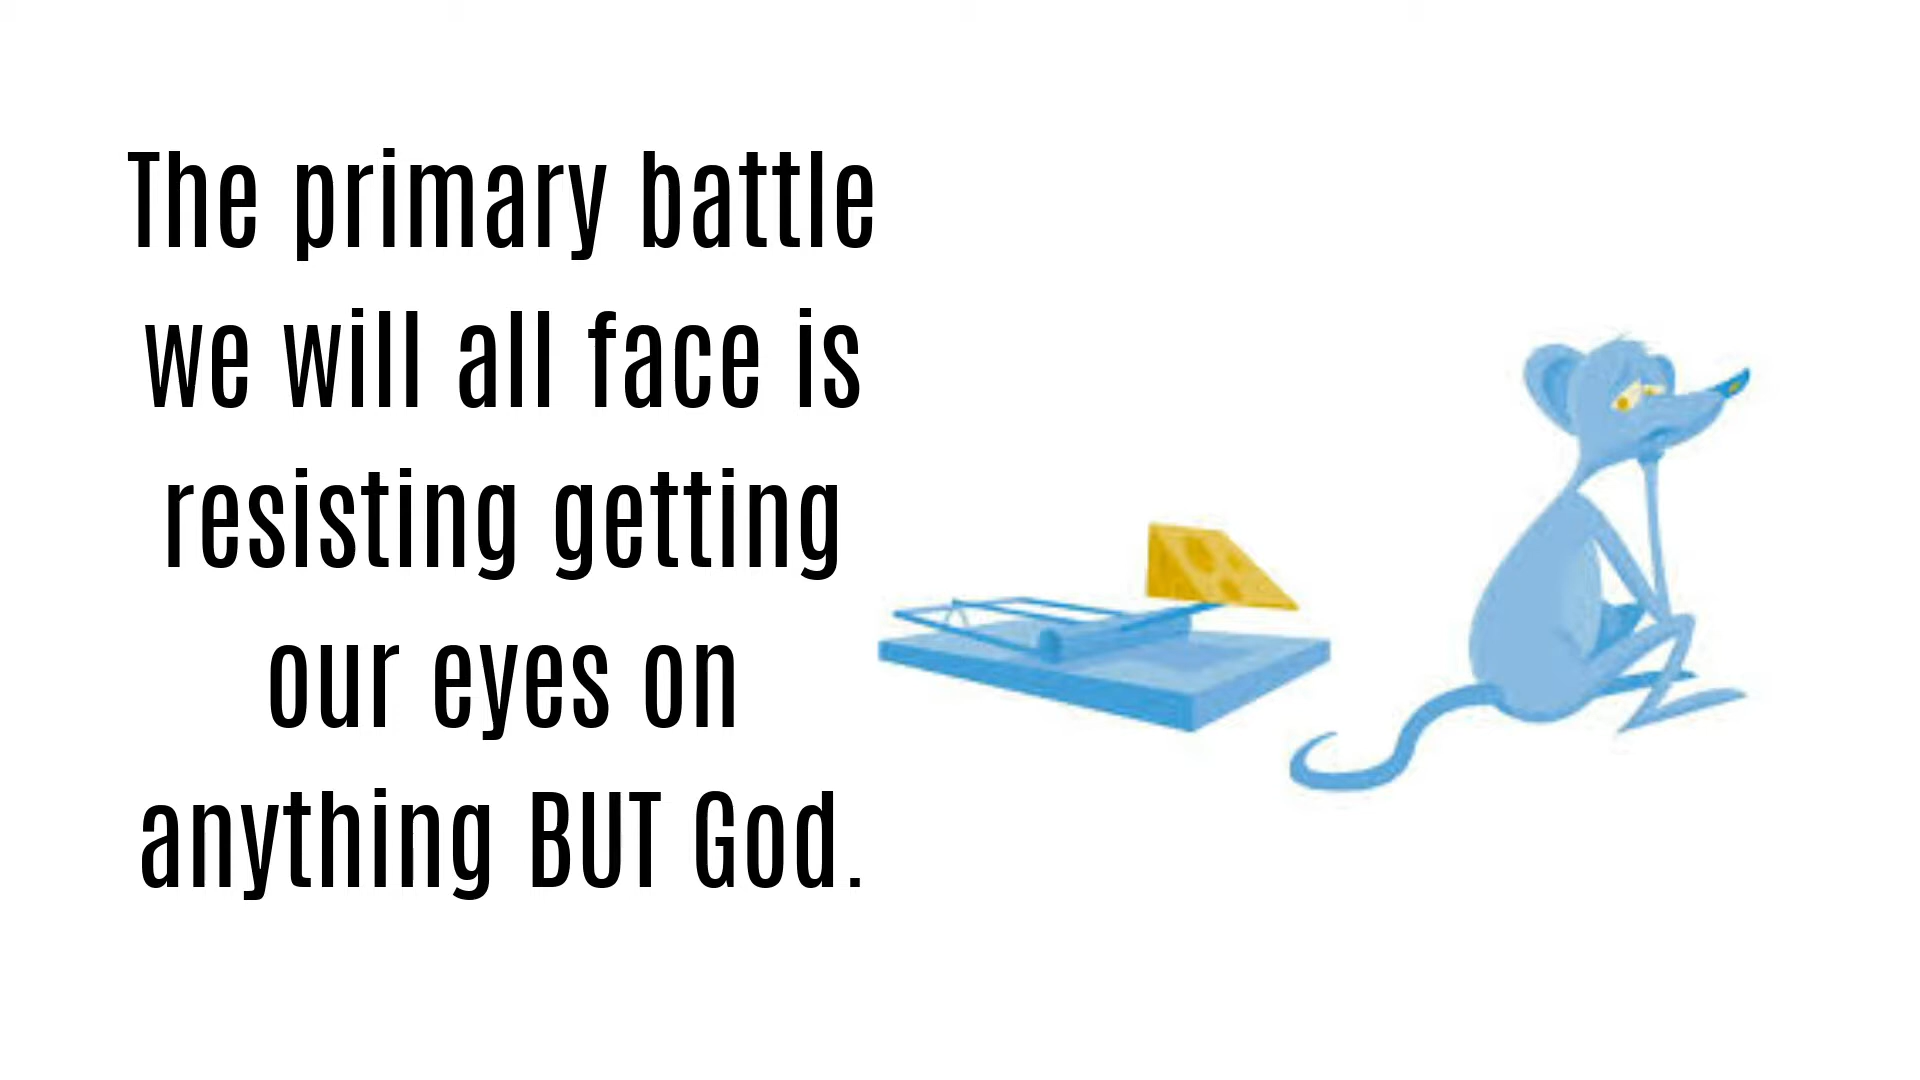 The primary battle
we will all face is
resisting getting
our eyes on
anything BUT God.